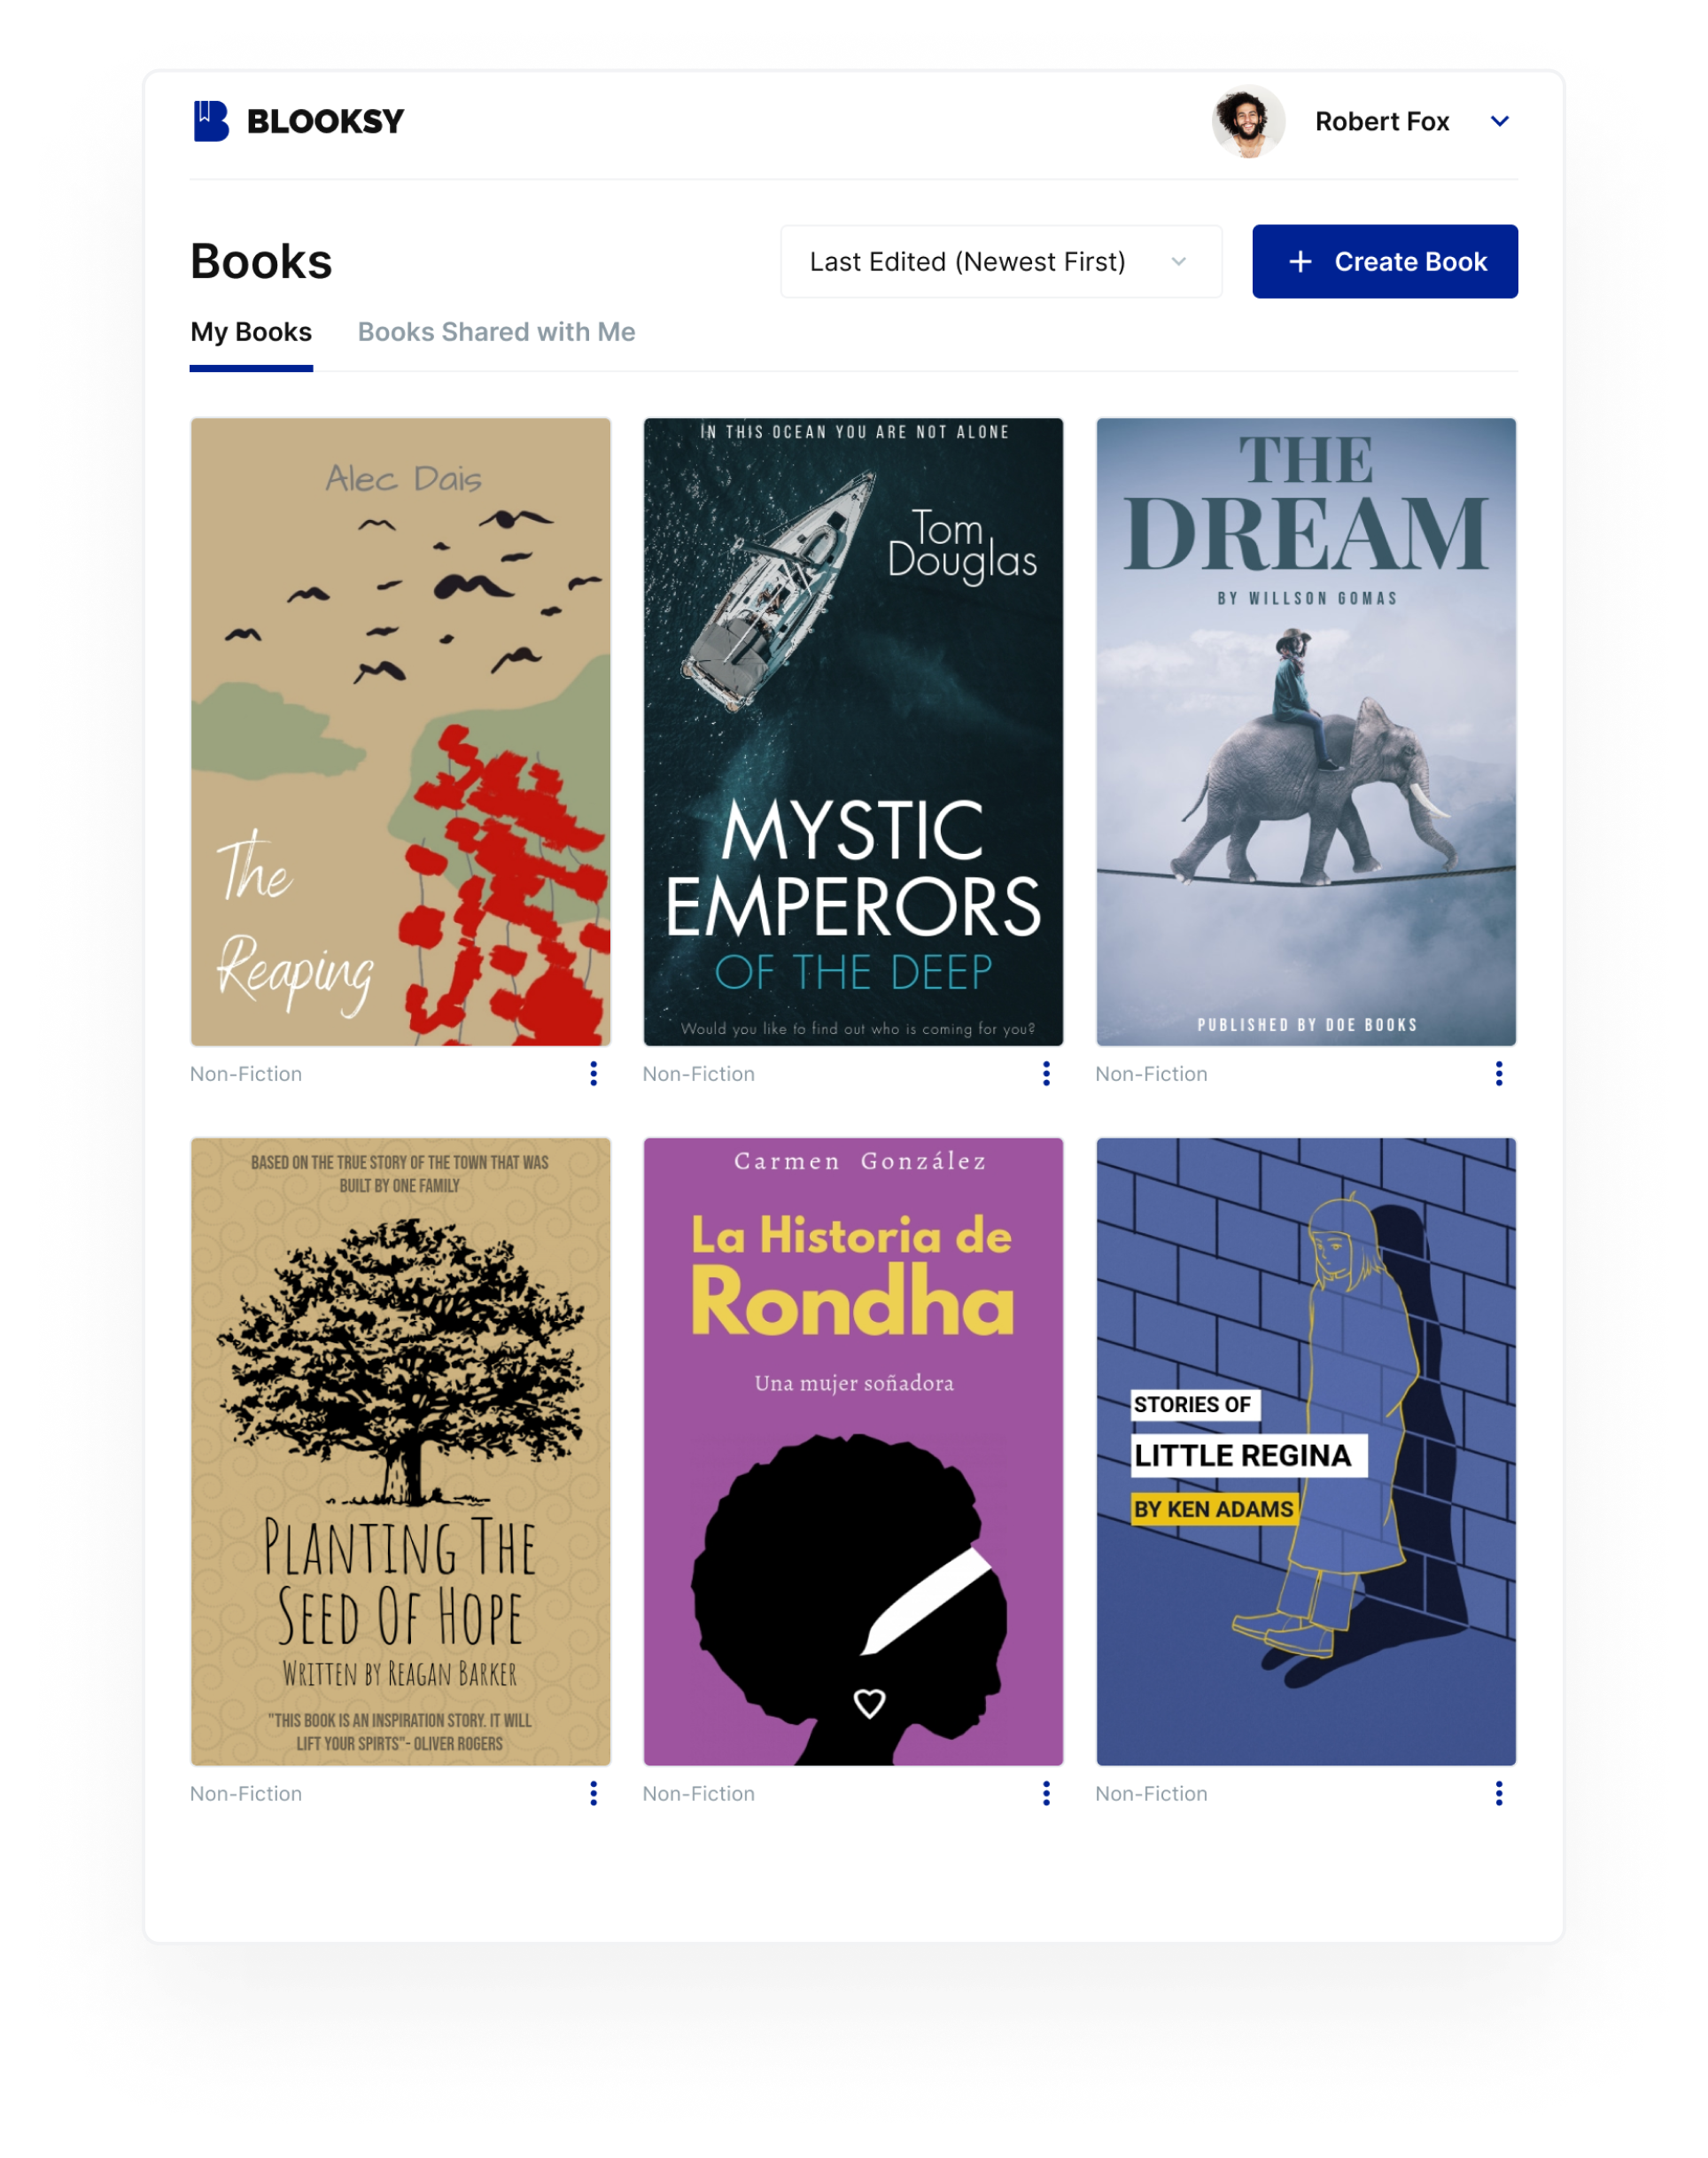 BLOOKSY
Robert Fox
Books
Last Edited (Newest First)
+ Create Book
My Books
Books Shared with Me
Alec Dais
The
Reaping
Non-Fiction
IN THIS OCEAN YOU ARE NOT ALONE
Tom
Douglas
MYSTIC
EMPERORS
OF THE DEEP
Would you like to find out who is coming for you?
Non-Fiction
THE
DREAM
BY WILLSON GOMAS
PUBLISHED BY DOE BOOKS
Non-Fiction
BASED ON THE TRUE STORY OF THE TOWN THAT WAS
BUILT BY ONE FAMILY
PLANTING THE
SEED OF HOPE
WRITTEN BY REAGAN BARKER
"THIS BOOK IS AN INSPIRATION STORY. IT WILL
LIFT YOUR SPIRTS"- OLIVER ROGERS
Non-Fiction
Carmen González
La Historia de
Rondha
Una mujer soñadora
Non-Fiction
STORIES OF
LITTLE REGINA
BY KEN ADAMS
Non-Fiction